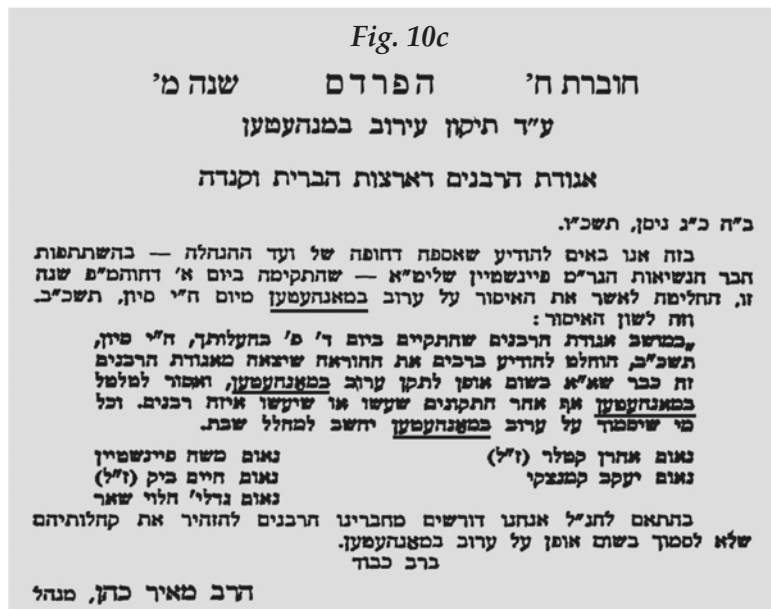 Fig. 10c
חוברת ח' הפרדס שנה מ'
ע"ד תיקון עירוב במנהעטען
אגודת הרבנים דארצות הברית וקנדה
ב"ה כ"ג ניסן, תשכ"ו.
בזה אנו באים להודיע שאספה דחופה של ועד ההנהלה — בהשתתפות
חבר הנשיאות הגר"מ פיינשטיין שליט"א — שהתקימה ביום א' דחוהמ"פ שנה
זו, החליטה לאשר את האיסור על ערוב במאנהעטען מיום ח"י סיון, תשכ"ב.
וזה לשון האיסור:
„במושב אגודת הרבנים שהתקיים ביום ד' פ' בהעלותך, ח"י סיון,
תשכ"ב, הוחלט להודיע ברבים את ההוראה שיצאה מאגודת הרבנים
זה כבר שא"א בשום אופן לתקן ערוב במאנהעטען, ואסור לטלטל
במאנהעטען אף אחר התקונים שעשו או שיעשו איזה רבנים. וכל
מי שיסמוך על ערוב במאנהעטען יחשב למחלל שבת.
נאום אהרן קטלר (ז"ל) נאום משה פיינשטיין
נאום יעקב קמנצקי נאום חיים ביק (ז"ל)
נאום גדלי' הלוי שאר
בהתאם להנ"ל אנחנו דורשים מחברינו הרבנים להזהיר את קהלותיהם
שלא לסמוך בשום אופן על ערוב במאנהעטען.
ברב כבוד
הרב מאיר כהן, מנהל